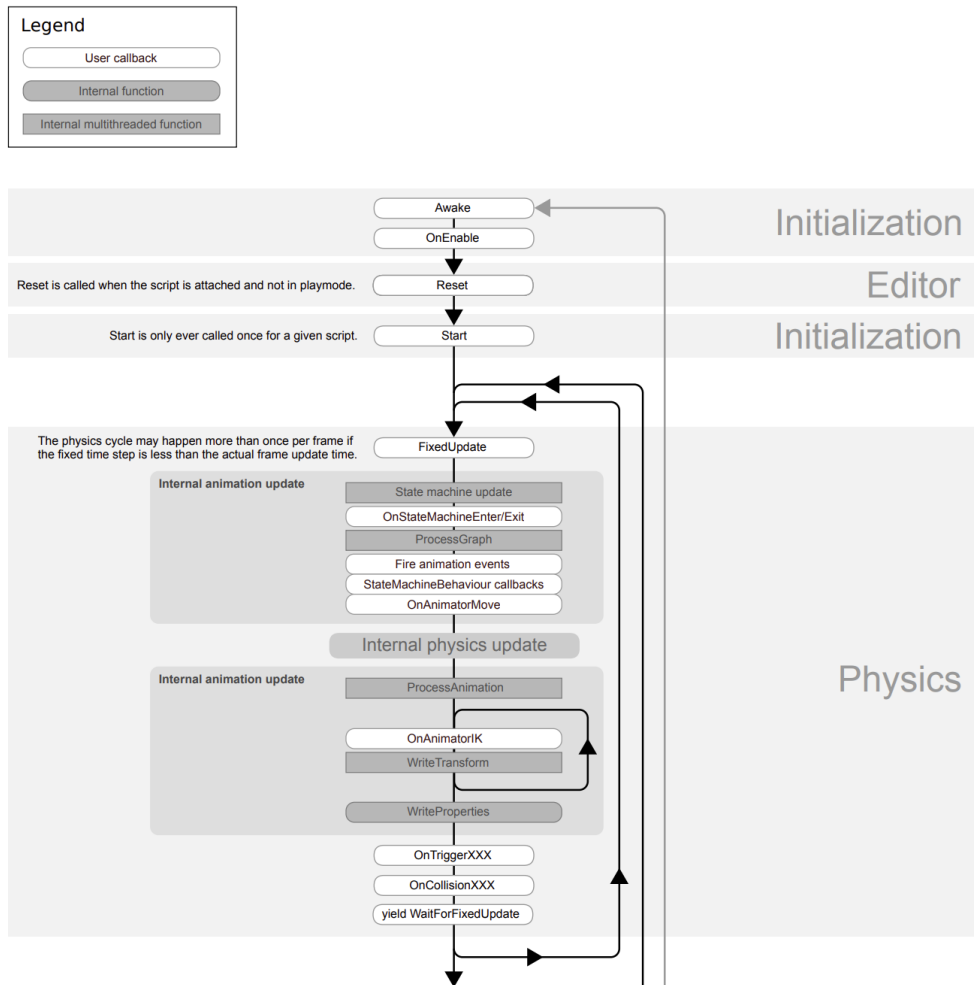 Legend
User callback
Internal function
Internal multithreaded function
Awake
Initialization
OnEnable
Reset is called when the script is attached and not in playmode.
Reset
Editor
Start is only ever called once for a given script.
Start
Initialization
The physics cycle may happen more than once per frame if
the fixed time step is less than the actual frame update time.
FixedUpdate
Internal animation update
State machine update
OnStateMachineEnter/Exit
ProcessGraph
Fire animation events
StateMachineBehaviour callbacks
OnAnimatorMove
Internal physics update
Physics
Internal animation update
ProcessAnimation
OnAnimatorIK
WriteTransform
WriteProperties
OnTriggerXXX
OnCollisionXXX
yield WaitForFixedUpdate